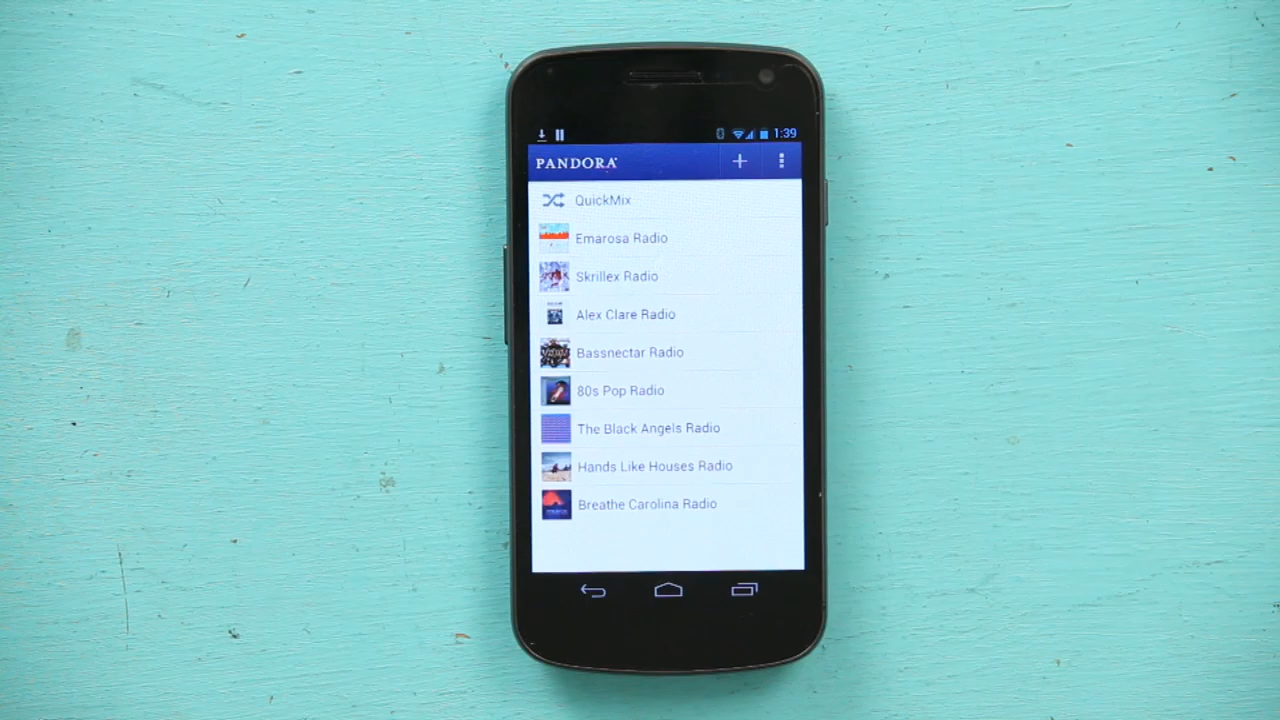 1:39
PANDORA
QuickMix
Emarosa Radio
Skrillex Radio
Alex Clare Radio
Bassnectar Radio
80s Pop Radio
The Black Angels Radio
Hands Like Houses Radio
Breathe Carolina Radio